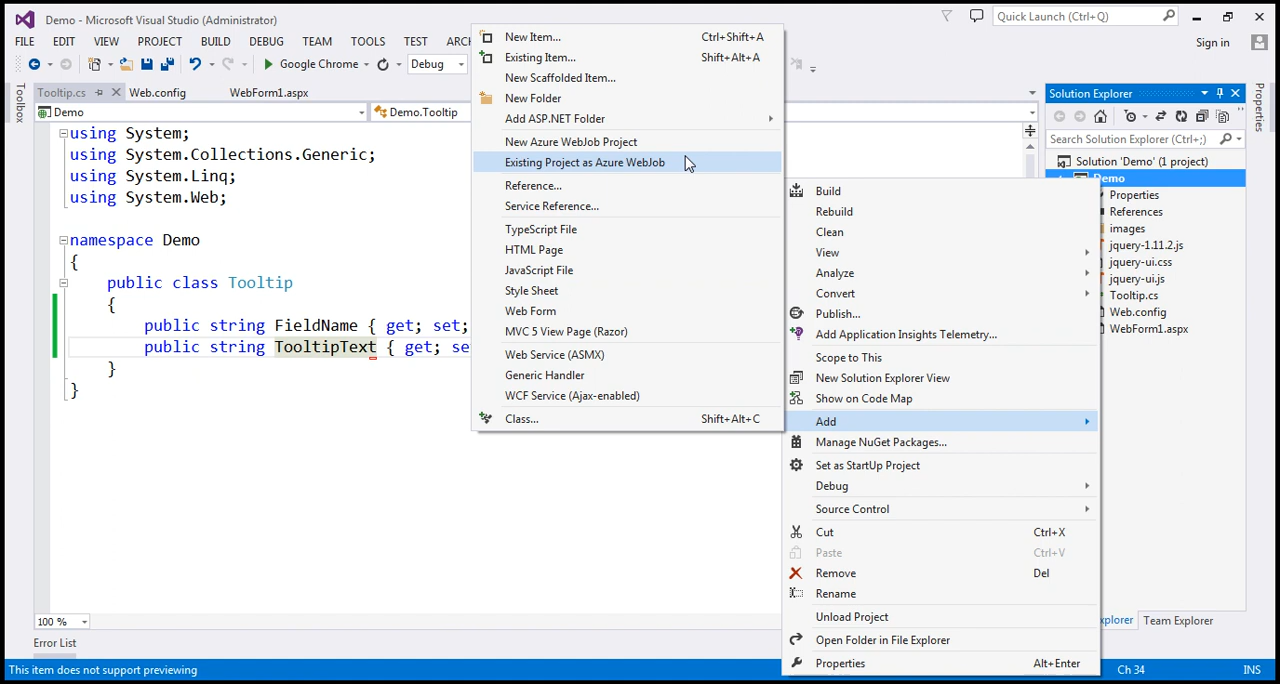 Demo - Microsoft Visual Studio (Administrator)
Quick Launch (Ctrl+Q)
FILE EDIT VIEW PROJECT BUILD DEBUG TEAM TOOLS TEST ARCH
Sign in
Google Chrome Debug
Tooltip.cs Web.config WebForm1.aspx
Toolbox
Demo Demo.Tooltip
using System;
using System.Collections.Generic;
using System.Linq;
using System.Web;
namespace Demo
{
public class Tooltip
{
public string FieldName { get; set;
public string TooltipText { get; se
}
}
100 %
Error List
This item does not support previewing
Ch 34
INS
New Item... Ctrl+Shift+A
Existing Item... Shift+Alt+A
New Scaffolded Item...
New Folder
Add ASP.NET Folder
New Azure WebJob Project
Existing Project as Azure WebJob
Reference...
Service Reference...
TypeScript File
HTML Page
JavaScript File
Style Sheet
Web Form
MVC 5 View Page (Razor)
Web Service (ASMX)
Generic Handler
WCF Service (Ajax-enabled)
Class... Shift+Alt+C
Build
Rebuild
Clean
View
Analyze
Convert
Publish...
Add Application Insights Telemetry...
Scope to This
New Solution Explorer View
Show on Code Map
Add
Manage NuGet Packages...
Set as StartUp Project
Debug
Source Control
Cut Ctrl+X
Paste Ctrl+V
Remove Del
Rename
Unload Project
Open Folder in File Explorer
Properties Alt+Enter
Solution Explorer
Search Solution Explorer (Ctrl+;)
Solution 'Demo' (1 project)
Demo
Properties
References
images
jquery-1.11.2.js
jquery-ui.css
jquery-ui.js
Tooltip.cs
Web.config
WebForm1.aspx
xplorer Team Explorer
Properties